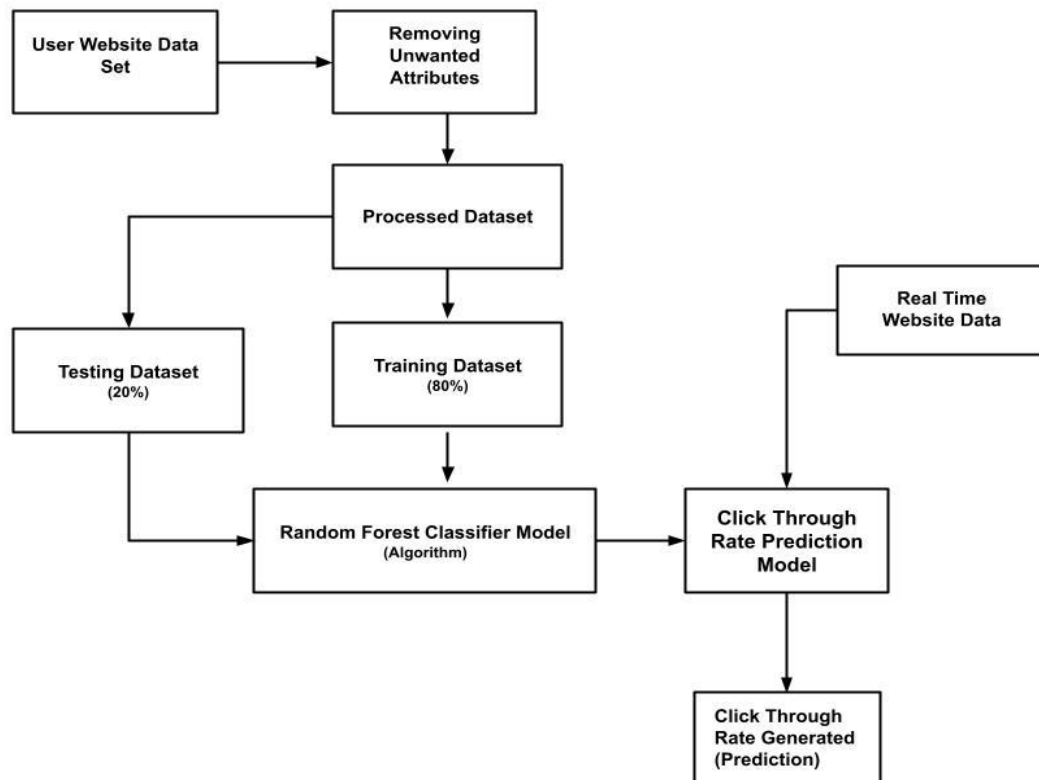 User Website Data
Set
Removing
Unwanted
Attributes
Processed Dataset
Real Time
Website Data
Testing Dataset
(20%)
Training Dataset
(80%)
Random Forest Classifier Model
(Algorithm)
Click Through
Rate Prediction
Model
Click Through
Rate Generated
(Prediction)